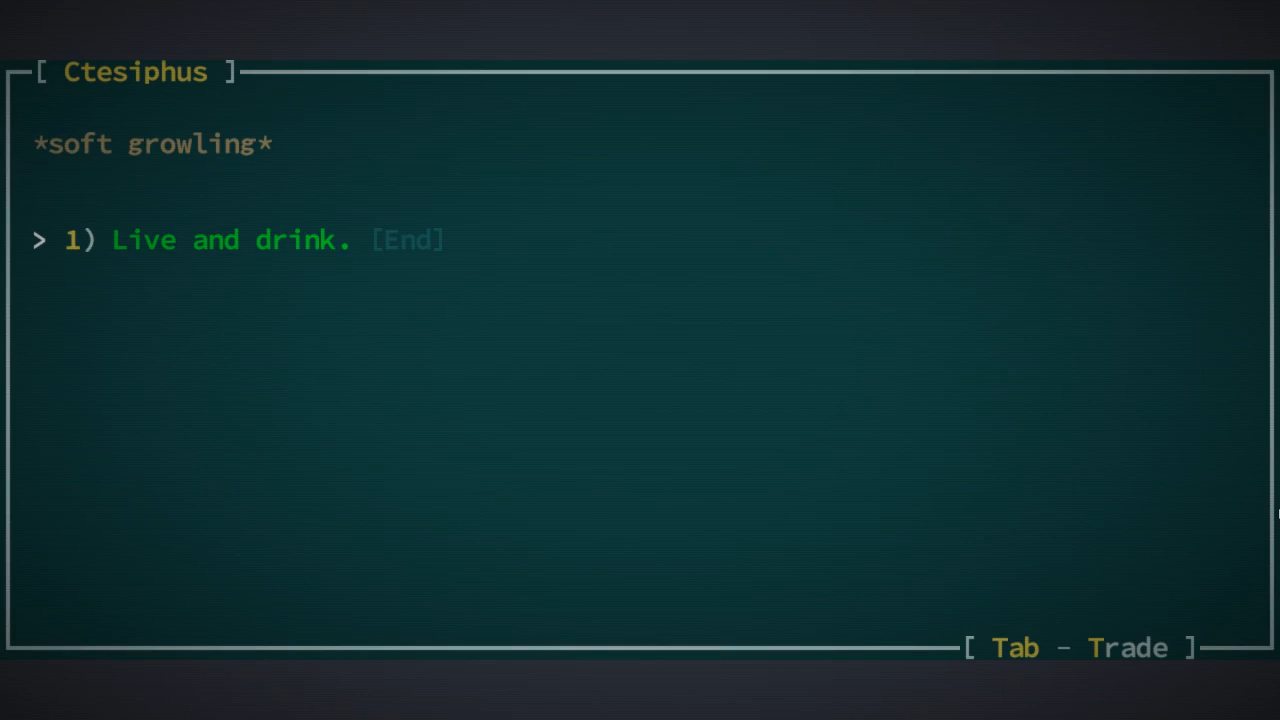 [ Ctesiphus ]
*soft growling*
> 1) Live and drink. [End]
[ Tab - Trade ]